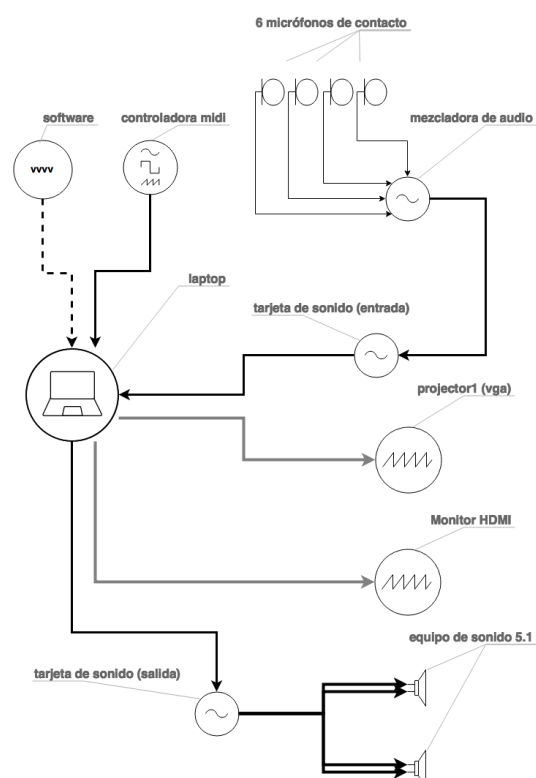 6 micrófonos de contacto
software
controladora midi
mezcladora de audio
vvvv
laptop
tarjeta de sonido (entrada)
projector1 (vga)
Monitor HDMI
equipo de sonido 5.1
tarjeta de sonido (salida)